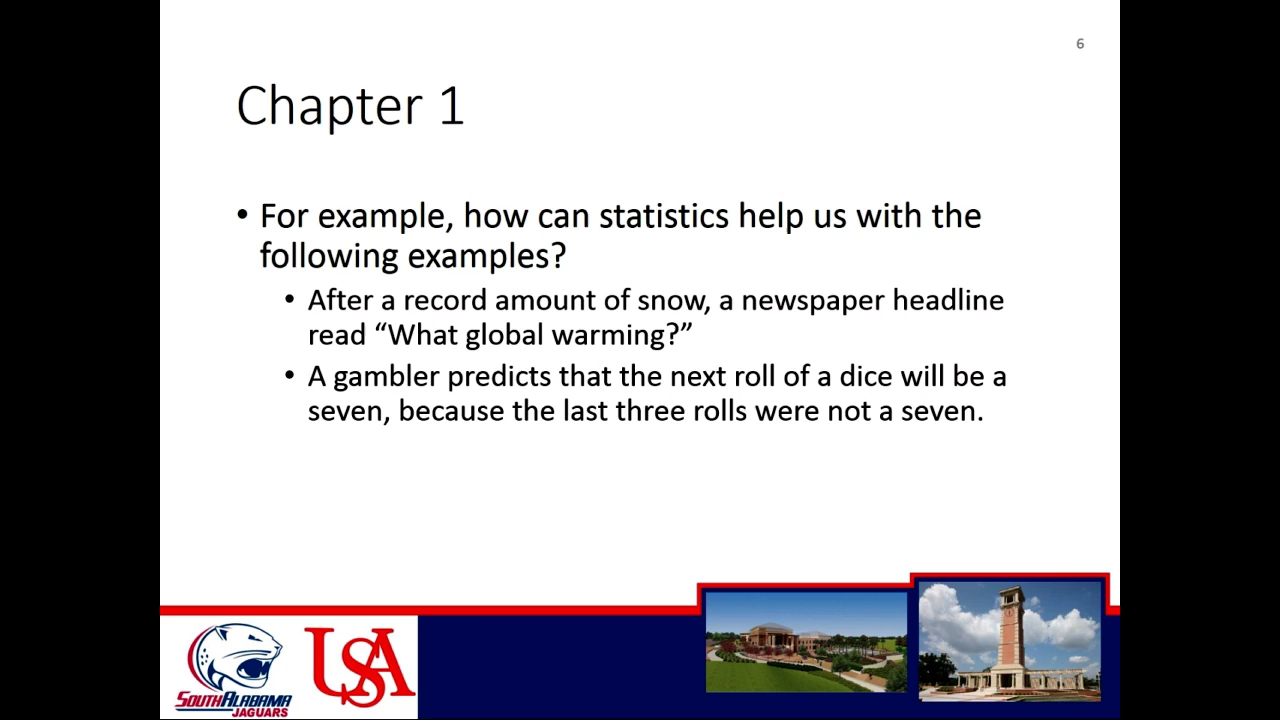 6
Chapter 1
• For example, how can statistics help us with the
following examples?
• After a record amount of snow, a newspaper headline
read “What global warming?”
• A gambler predicts that the next roll of a dice will be a
seven, because the last three rolls were not a seven.
SOUTH ALABAMA
JAGUARS
USA